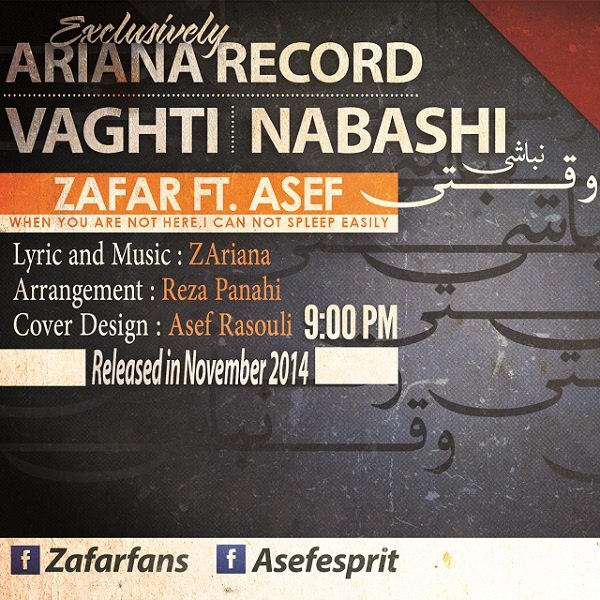 Exclusively
ARIANA RECORD
VAGHTI NABASHI
وقتی نباشی
ZAFAR FT. ASEF
WHEN YOU ARE NOT HERE,I CAN NOT SPLEEP EASILY
Lyric and Music : ZAriana
Arrangement : Reza Panahi
Cover Design : Asef Rasouli
9:00 PM
Released in November 2014
Zafarfans
Asefesprit